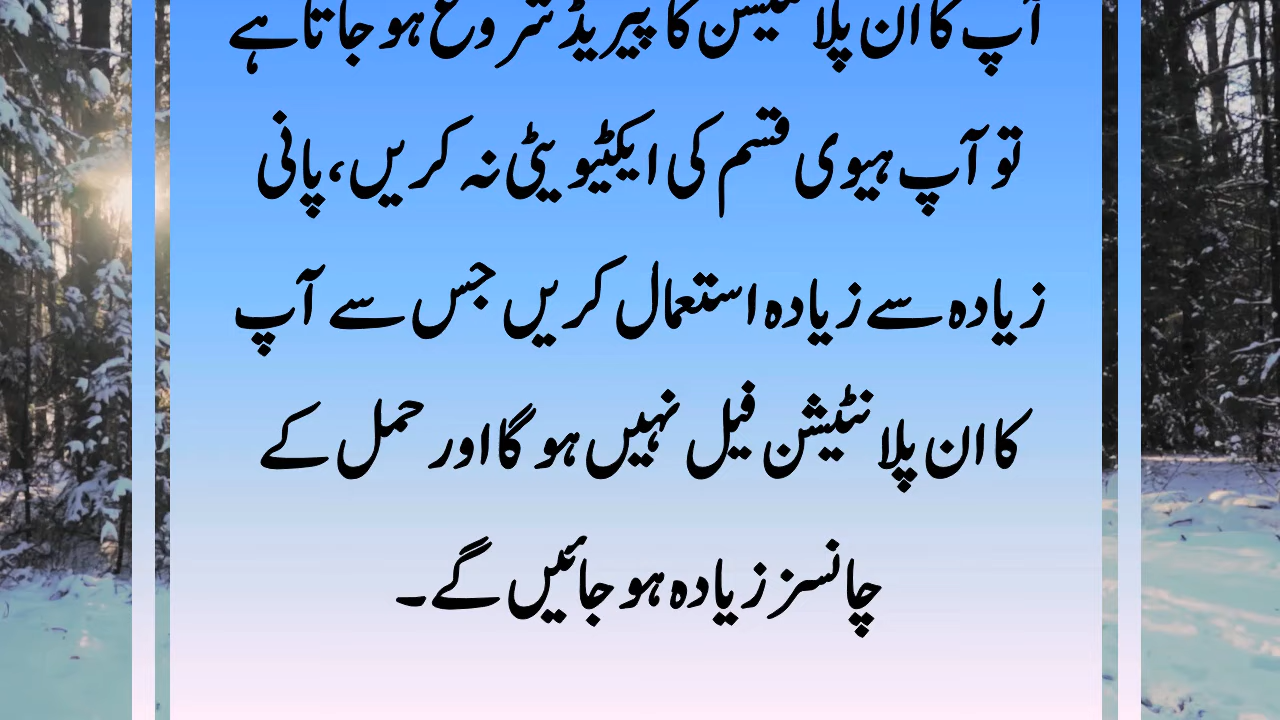 آپ کا ان پلانٹیشن کا پیریڈ شروع ہو جاتا ہے
تو آپ ہیوی قسم کی ایکٹیویٹی نہ کریں، پانی
زیادہ سے زیادہ استعمال کریں جس سے آپ
کا ان پلانٹیشن فیل نہیں ہو گا اور حمل کے
چانسز زیادہ ہو جائیں گے۔